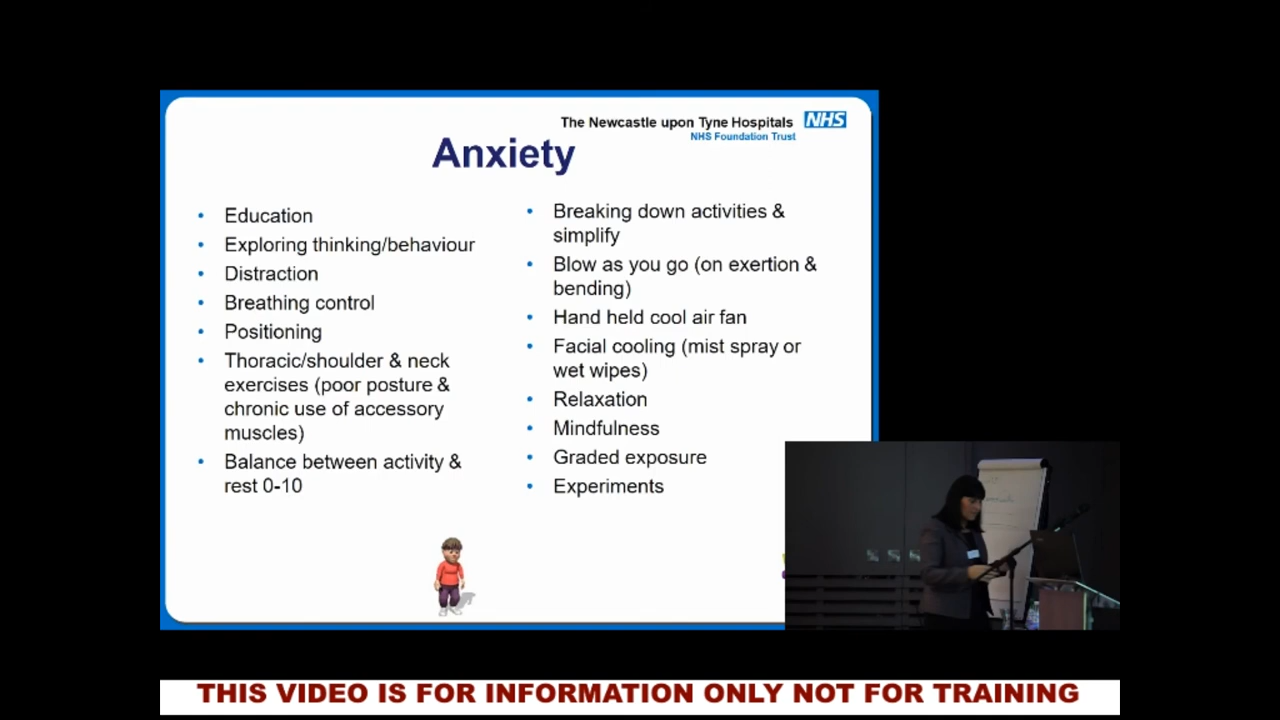 The Newcastle upon Tyne Hospitals NHS
NHS Foundation Trust
Anxiety
• Education
• Exploring thinking/behaviour
• Distraction
• Breathing control
• Positioning
• Thoracic/shoulder & neck
exercises (poor posture &
chronic use of accessory
muscles)
• Balance between activity &
rest 0-10
• Breaking down activities &
simplify
• Blow as you go (on exertion &
bending)
• Hand held cool air fan
• Facial cooling (mist spray or
wet wipes)
• Relaxation
• Mindfulness
• Graded exposure
• Experiments
THIS VIDEO IS FOR INFORMATION ONLY NOT FOR TRAINING